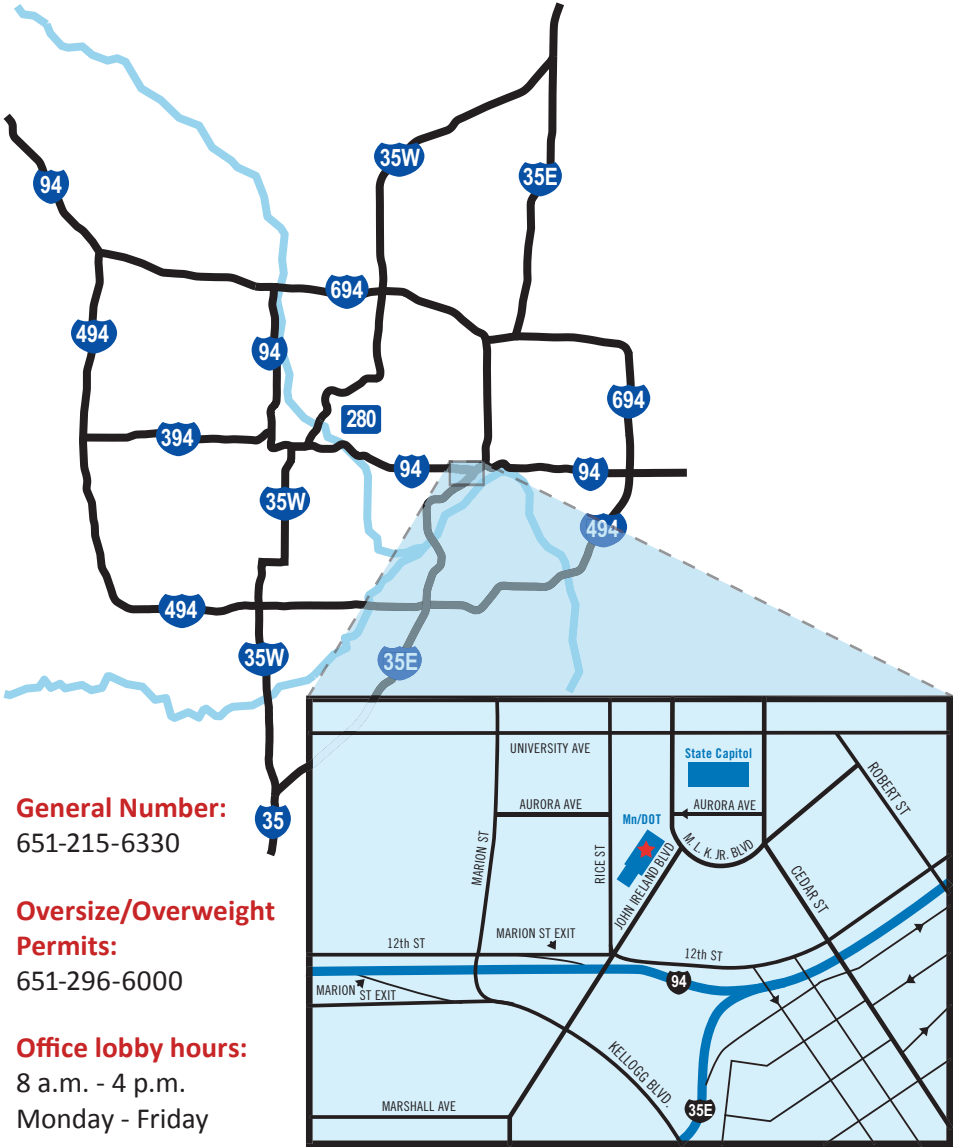 35W
35E
94
694
494
94
694
280
394
94
94
35W
494
494
35W
35E
35
General Number:
651-215-6330
Oversize/Overweight
Permits:
651-296-6000
Office lobby hours:
8 a.m. - 4 p.m.
Monday - Friday
UNIVERSITY AVE
State Capitol
ROBERT ST
AURORA AVE
AURORA AVE
Mn/DOT
M. L. K. JR. BLVD
MARION ST
RICE ST
JOHN IRELAND BLVD
CEDAR ST
MARION ST EXIT
12th ST
12th ST
94
MARION ST EXIT
KELLOGG BLVD.
MARSHALL AVE
35E